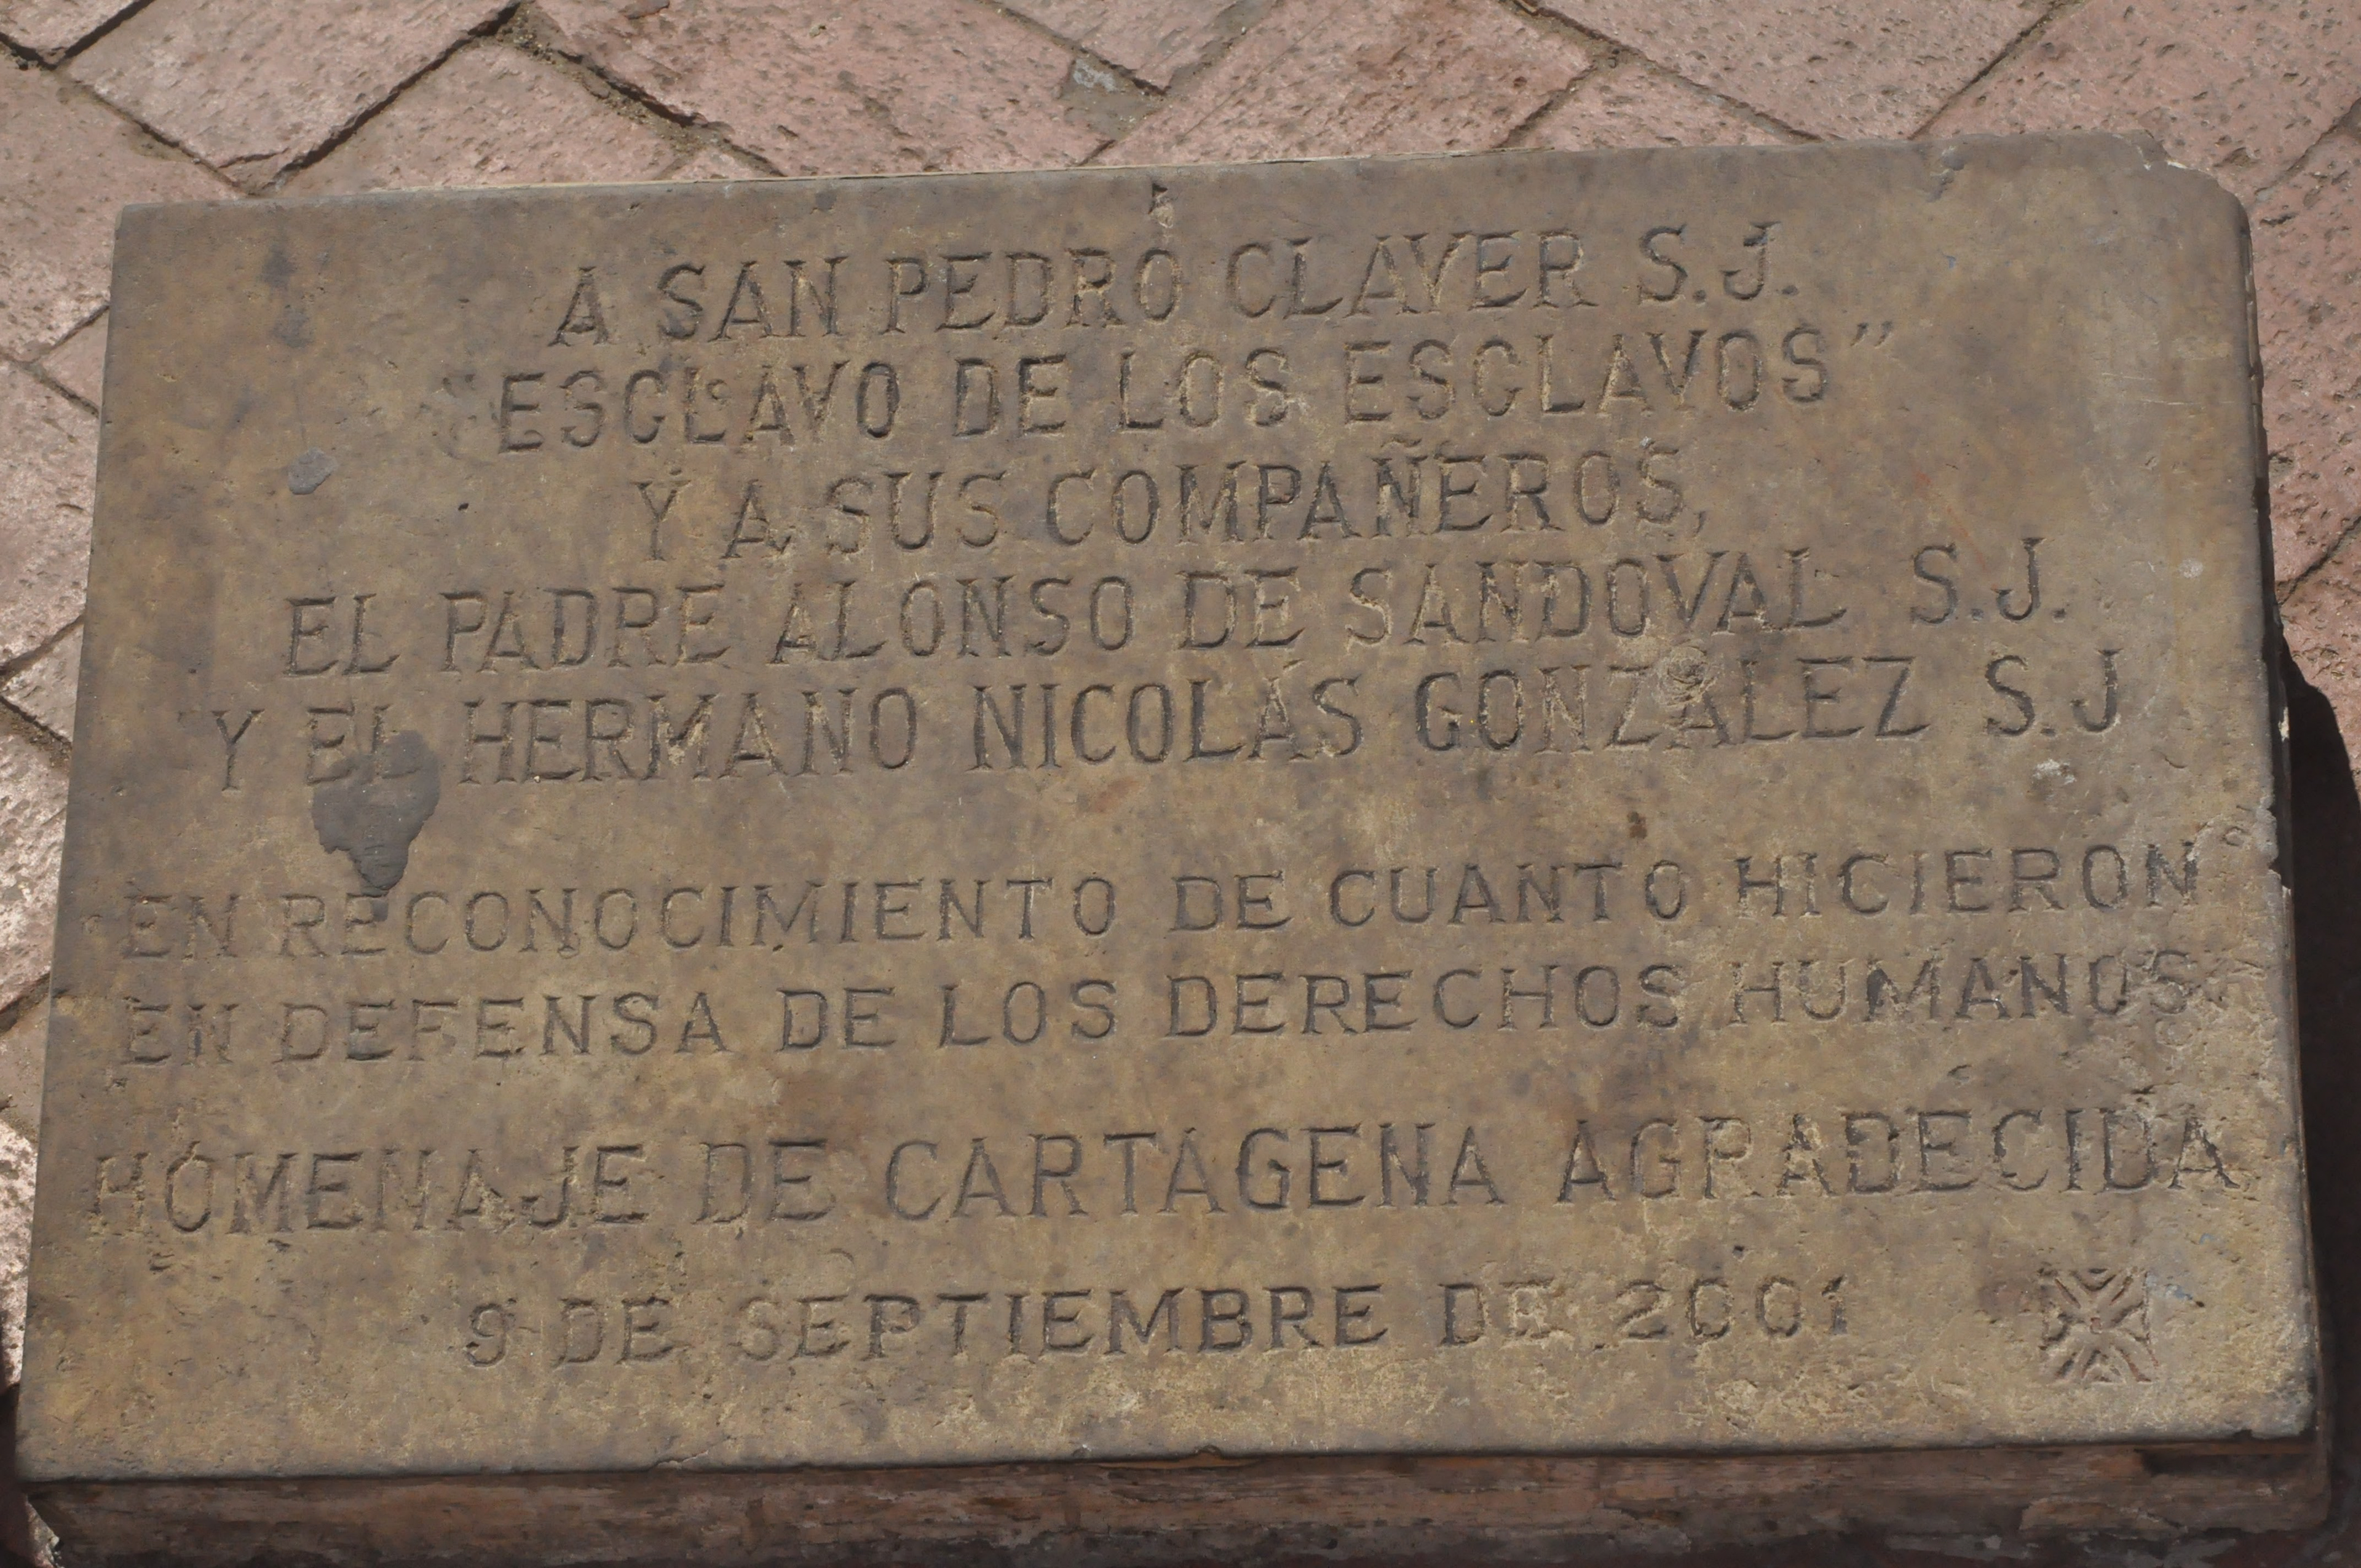 A SAN PEDRO CLAVER S.J.
"ESCLAVO DE LOS ESCLAVOS"
Y A SUS COMPAÑEROS,
EL PADRE ALONSO DE SANDOVAL S.J.
Y EL HERMANO NICOLÁS GONZALEZ S.J
EN RECONOCIMIENTO DE CUANTO HICIERON
EN DEFENSA DE LOS DERECHOS HUMANOS
HOMENAJE DE CARTAGENA AGRADECIDA
9 DE SEPTIEMBRE DE 2001